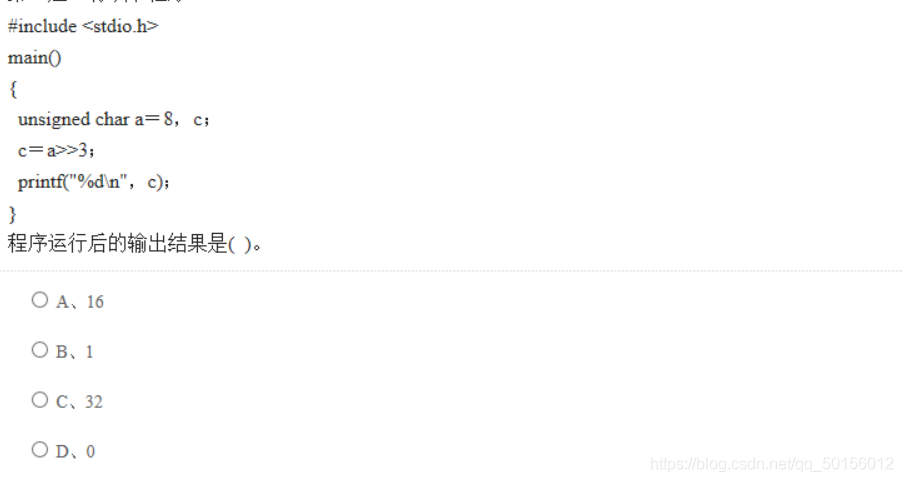 #include <stdio.h>
main()
{
unsigned char a＝8，c；
c＝a>>3；
printf("%d\n"，c)；
}
程序运行后的输出结果是( )。
A、16
B、1
C、32
D、0
https://blog.csdn.net/qq_50156012